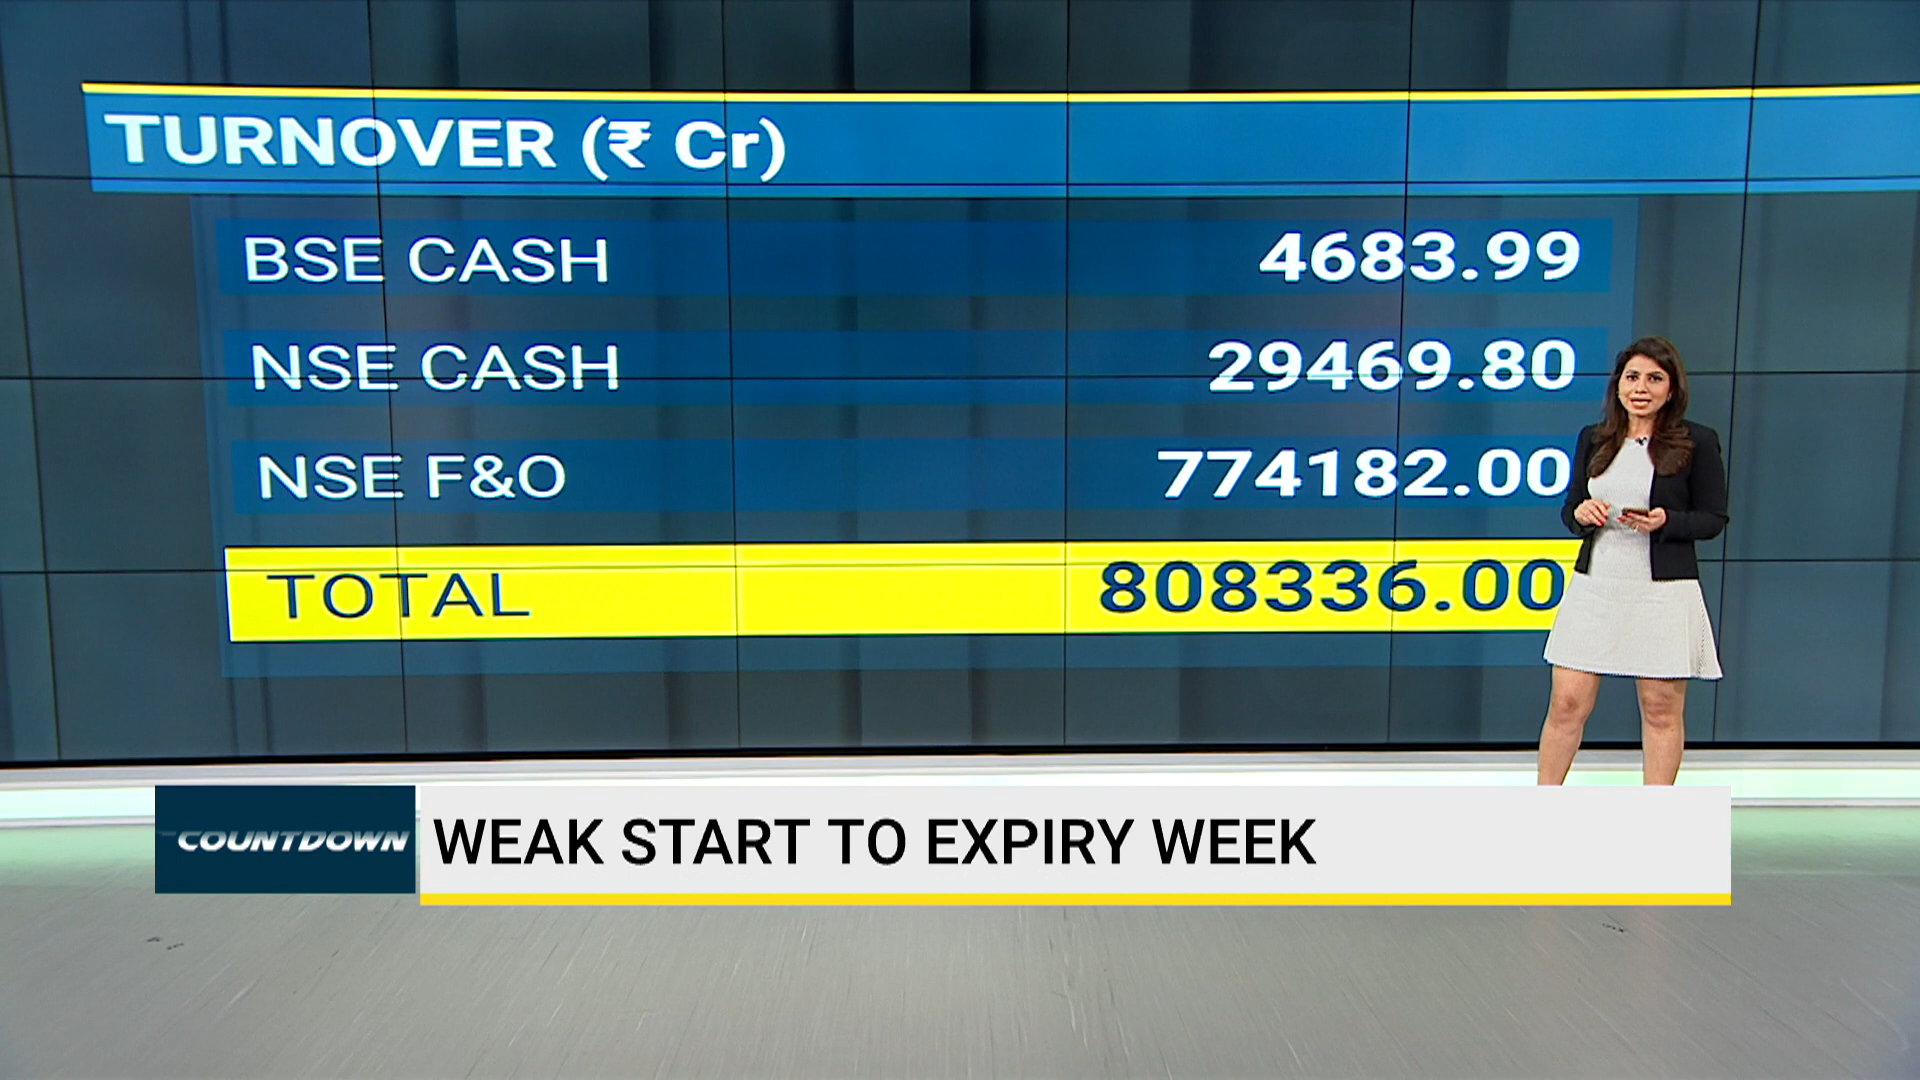 TURNOVER (₹ Cr)
BSE CASH 4683.99
NSE CASH 29469.80
NSE F&O 774182.00
TOTAL 808336.00
COUNTDOWN WEAK START TO EXPIRY WEEK